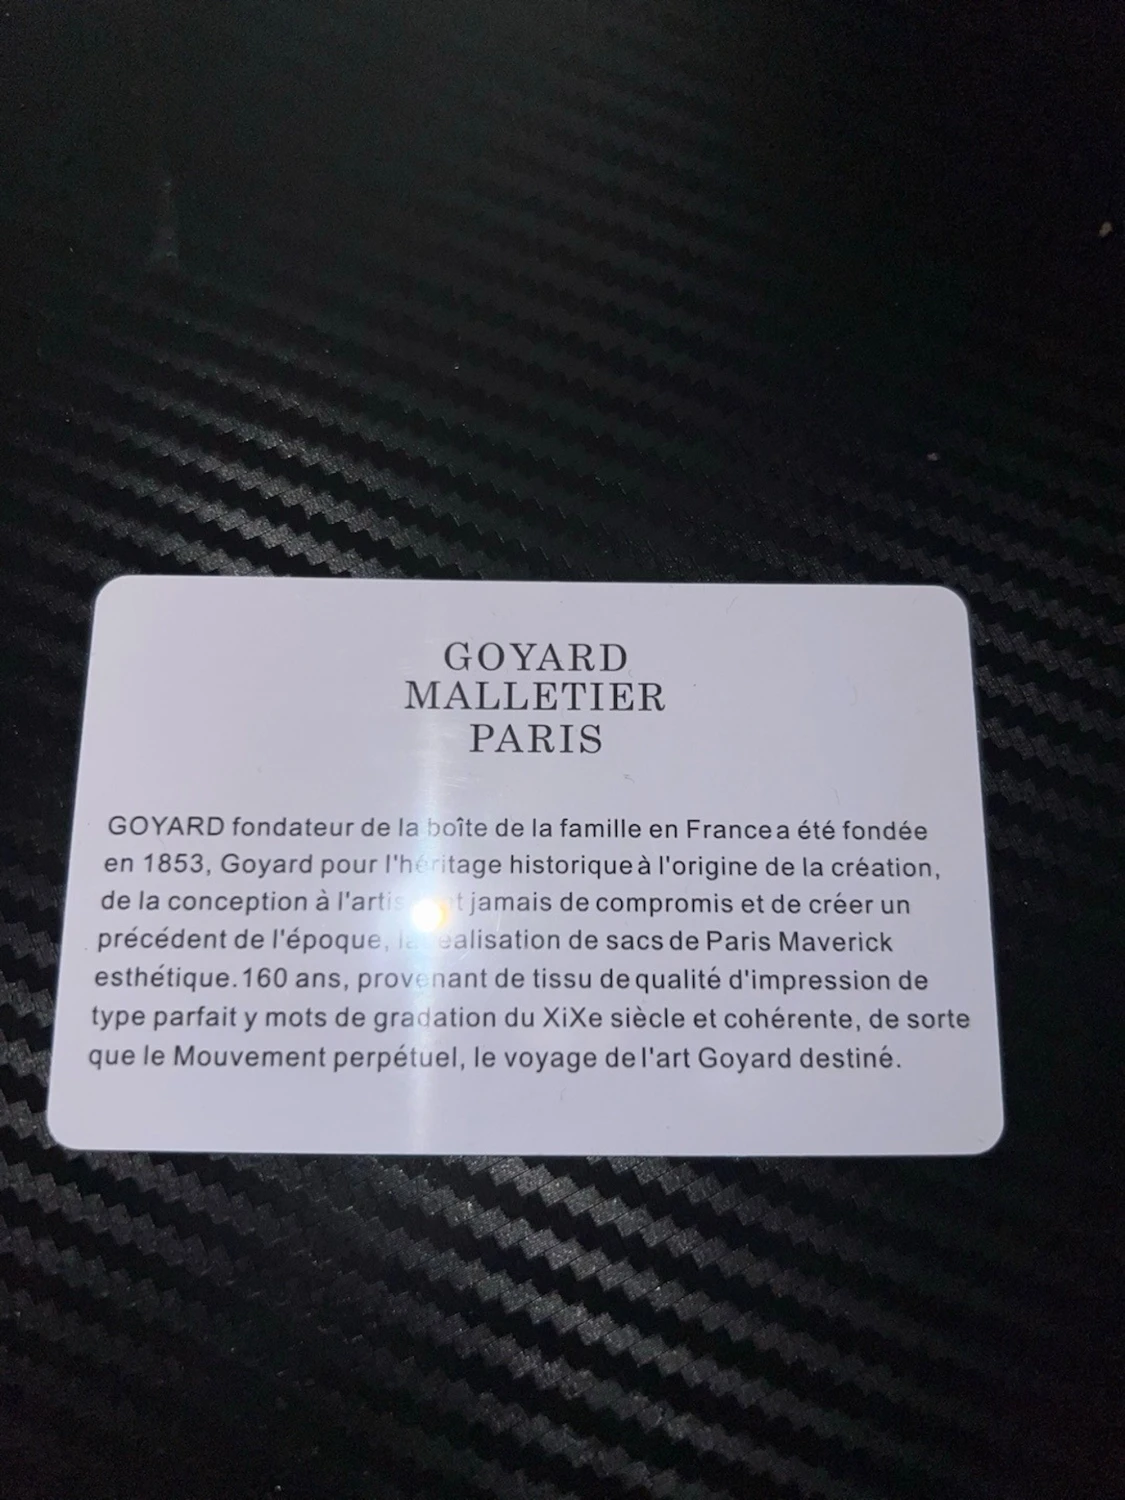 GOYARD
MALLETIER
PARIS
GOYARD fondateur de la boîte de la famille en France a été fondée
en 1853, Goyard pour l'héritage historique à l'origine de la création,
de la conception à l'artis t jamais de compromis et de créer un
précédent de l'époque, la réalisation de sacs de Paris Maverick
esthétique.160 ans, provenant de tissu de qualité d'impression de
type parfait y mots de gradation du XiXe siècle et cohérente, de sorte
que le Mouvement perpétuel, le voyage de l'art Goyard destiné.